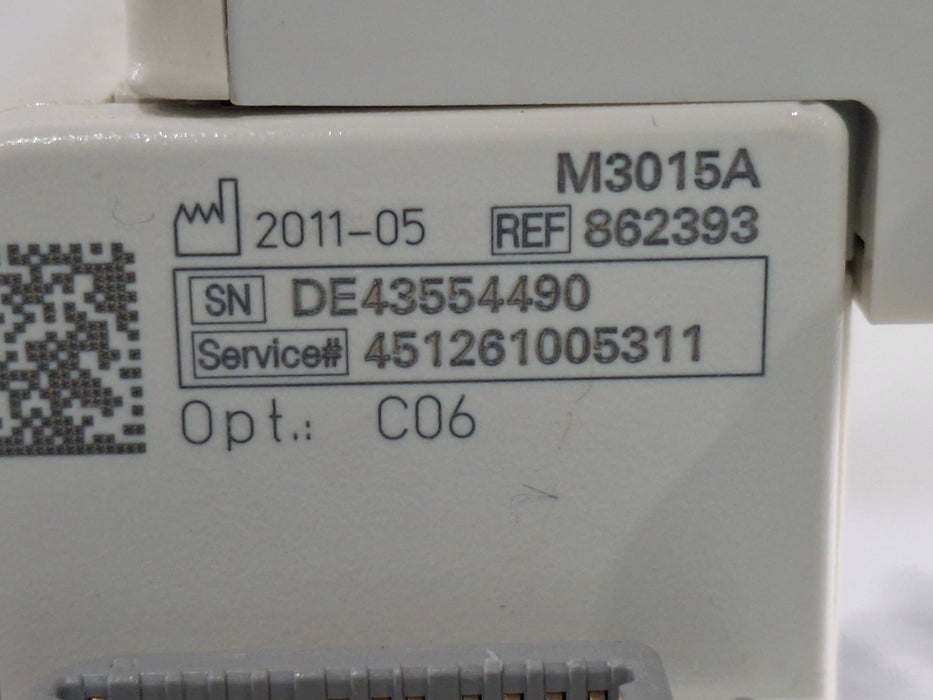 M3015A
2011-05 REF 862393
SN DE43554490
Service# 451261005311
Opt.: C06